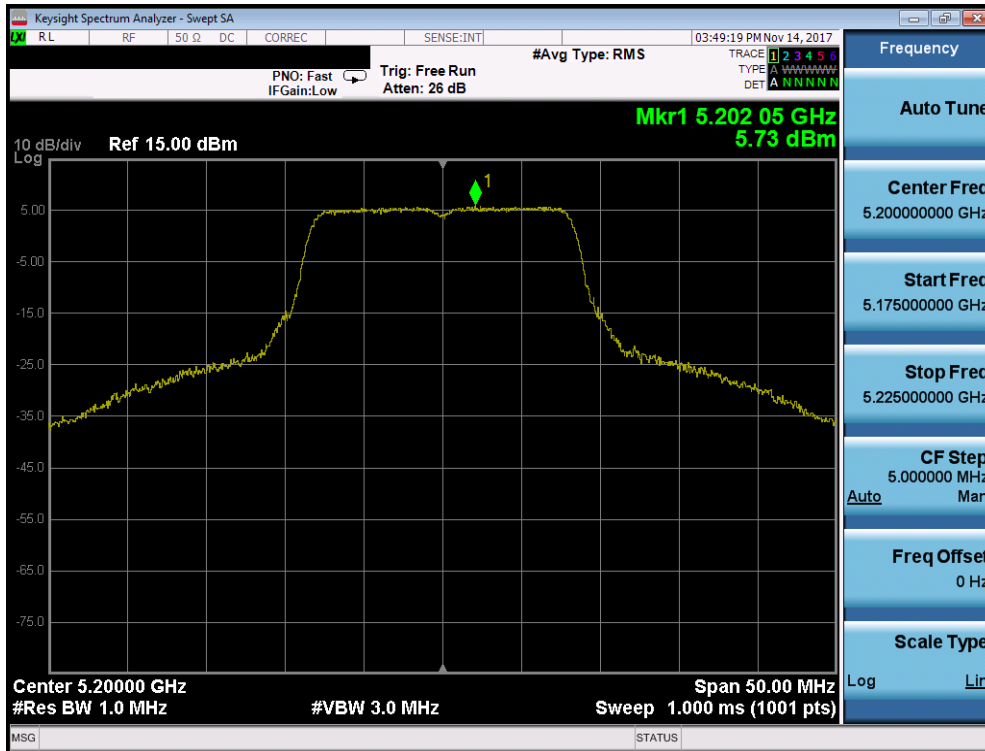 Keysight Spectrum Analyzer - Swept SA
LXI RL RF 50 Ω DC CORREC SENSE:INT 03:49:19 PM Nov 14, 2017
#Avg Type: RMS TRACE 1 2 3 4 5 6
PNO: Fast Trig: Free Run TYPE A WWWWW
IFGain:Low Atten: 26 dB DET A N N N N N
Mkr1 5.202 05 GHz
5.73 dBm
10 dB/div Ref 15.00 dBm
Log
1
5.00
-5.00
-15.0
-25.0
-35.0
-45.0
-55.0
-65.0
-75.0
Center 5.20000 GHz Span 50.00 MHz
#Res BW 1.0 MHz #VBW 3.0 MHz Sweep 1.000 ms (1001 pts)
MSG STATUS
Frequency
Auto Tune
Center Freq
5.200000000 GHz
Start Freq
5.175000000 GHz
Stop Freq
5.225000000 GHz
CF Step
5.000000 MHz
Auto Man
Freq Offset
0 Hz
Scale Type
Log Lin